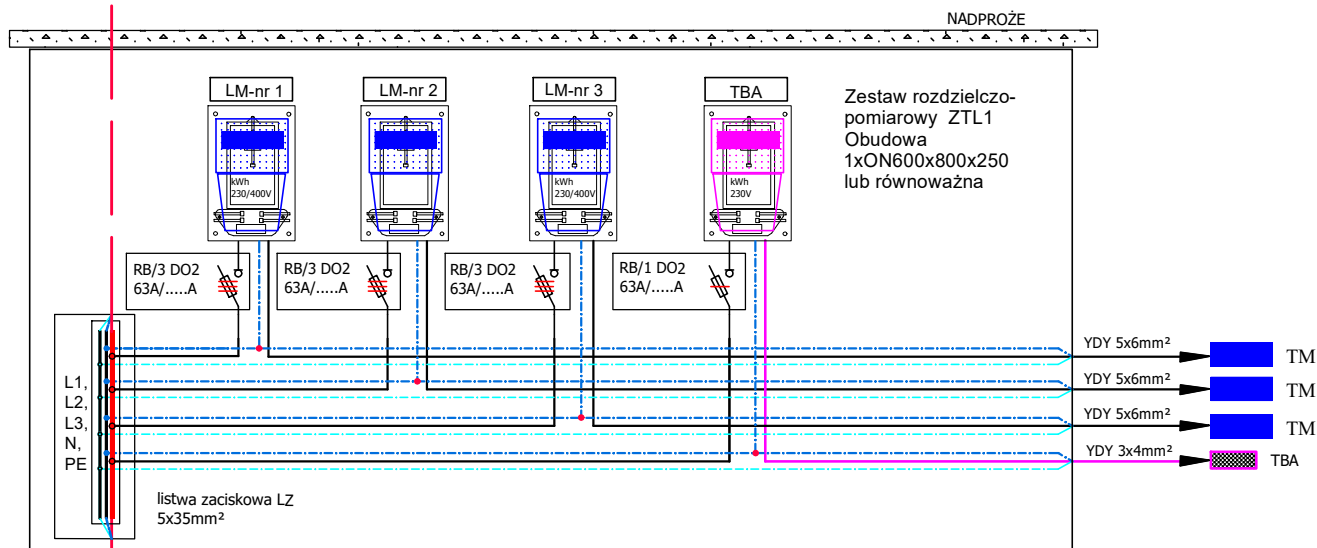 NADPROŻE
LM-nr 1
LM-nr 2
LM-nr 3
TBA
Zestaw rozdzielczo-
pomiarowy ZTL1
Obudowa
1xON600x800x250
lub równoważna
kWh
230/400V
kWh
230/400V
kWh
230V
RB/3 DO2
63A/.....A
RB/3 DO2
63A/.....A
RB/3 DO2
63A/.....A
RB/1 DO2
63A/.....A
L1,
L2,
L3,
N,
PE
YDY 5x6mm²
TM
YDY 5x6mm²
TM
YDY 5x6mm²
TM
YDY 3x4mm²
TBA
listwa zaciskowa LZ
5x35mm²